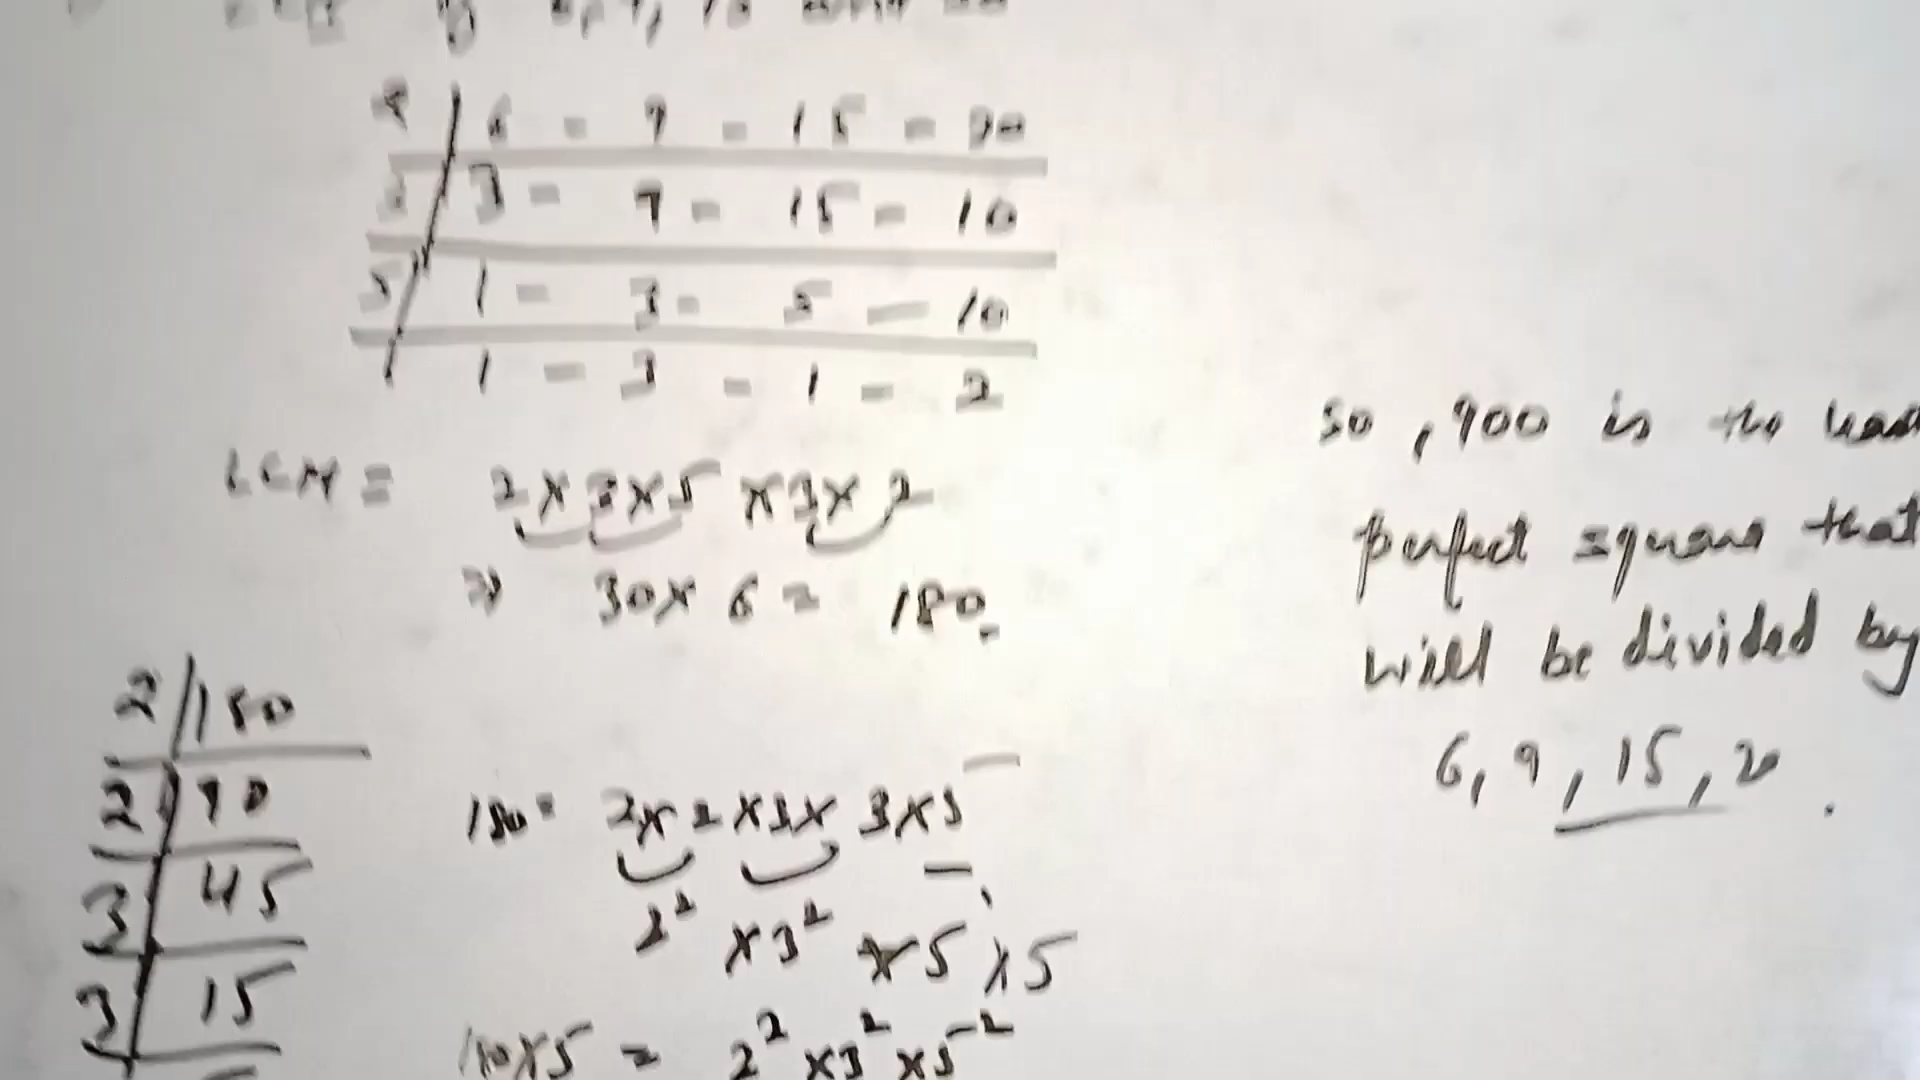 2 | 6 - 9 - 15 - 20
3 | 3 - 9 - 15 - 10
5 | 1 - 3 - 5 - 10
1 - 3 - 1 - 2
LCM = 2 x 3 x 5 x 3 x 2
⇒ 30 x 6 = 180
2 | 180
2 | 90
3 | 45
3 | 15
180 = 2 x 2 x 3 x 3 x 5
2² x 3² x 5 x 5
180 x 5 = 2² x 3² x 5²
So, 900 is the
perfect square that
will be divided by
6, 9, 15, 20.